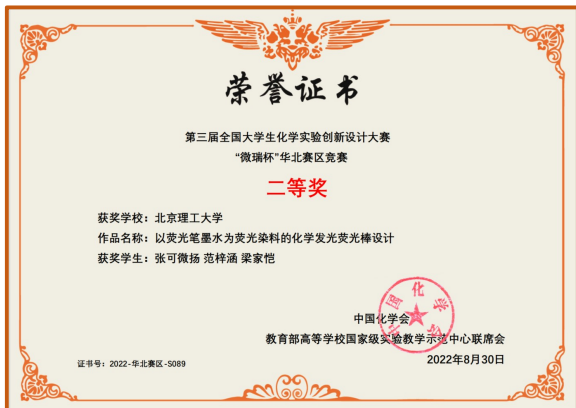 荣誉证书
第三届全国大学生化学实验创新设计大赛
“微瑞杯”华北赛区竞赛
二等奖
获奖学校：北京理工大学
作品名称：以荧光笔墨水为荧光染料的化学发光荧光棒设计
获奖学生：张可微扬 范梓涵 梁家恺
中国化学会
中国化学会
教育部高等学校国家级实验教学示范中心联席会
证书号：2022-华北赛区-S089
2022年8月30日